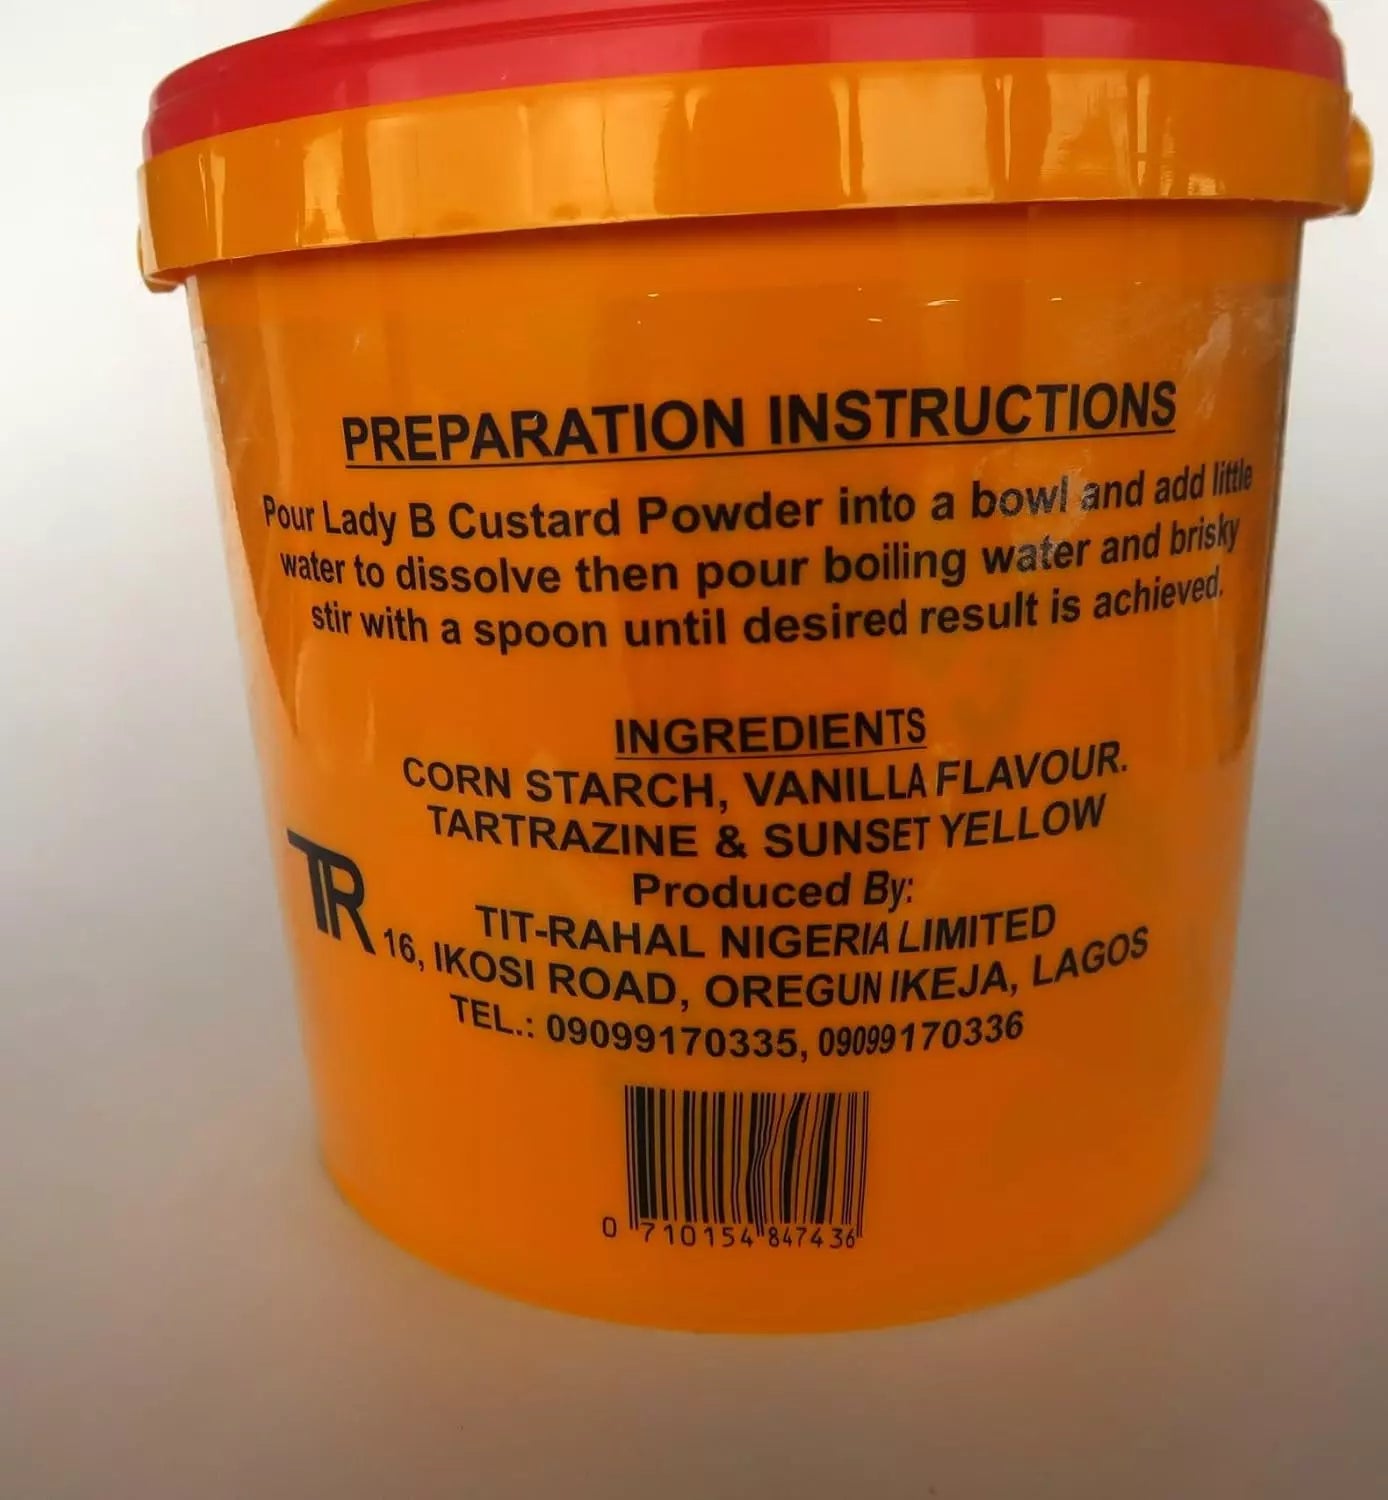 PREPARATION INSTRUCTIONS
Pour Lady B Custard Powder into a bowl and add little
water to dissolve then pour boiling water and brisky
stir with a spoon until desired result is achieved.
INGREDIENTS
CORN STARCH, VANILLA FLAVOUR.
TARTRAZINE & SUNSET YELLOW
Produced By:
TIT-RAHAL NIGERIA LIMITED
TR
16, IKOSI ROAD, OREGUN IKEJA, LAGOS
TEL.: 09099170335, 09099170336
0 710154 847436